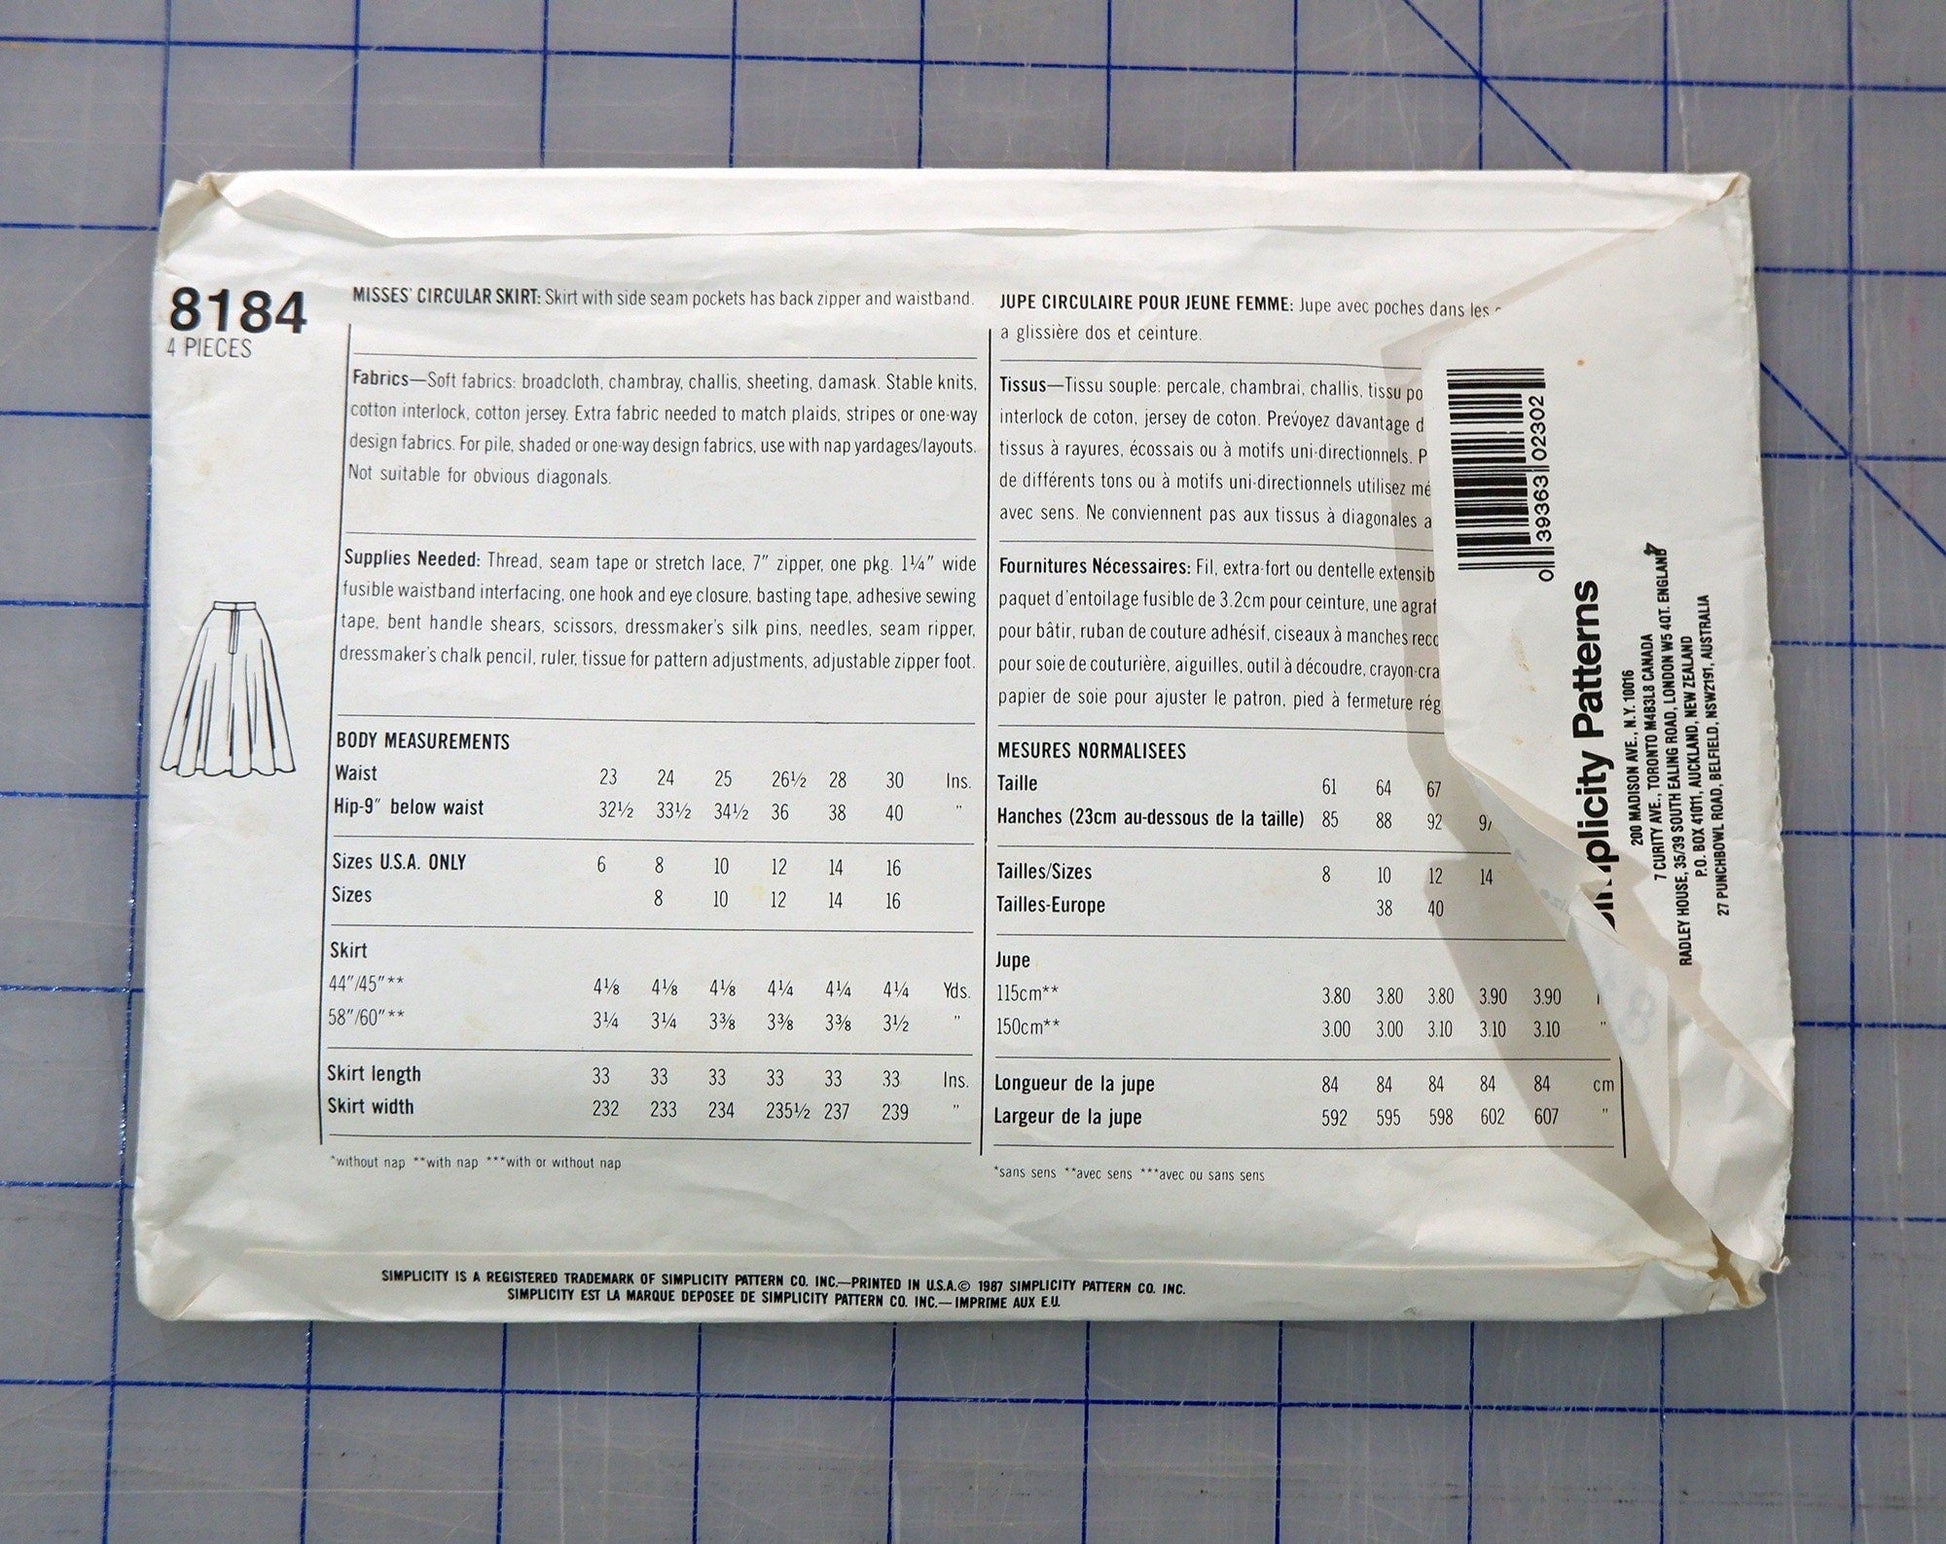 8184
4 PIECES
MISSES' CIRCULAR SKIRT: Skirt with side seam pockets has back zipper and waistband.
Fabrics—Soft fabrics: broadcloth, chambray, challis, sheeting, damask. Stable knits,
cotton interlock, cotton jersey. Extra fabric needed to match plaids, stripes or one-way
design fabrics. For pile, shaded or one-way design fabrics, use with nap yardages/layouts.
Not suitable for obvious diagonals.
Supplies Needed: Thread, seam tape or stretch lace, 7" zipper, one pkg. 1¼" wide
fusible waistband interfacing, one hook and eye closure, basting tape, adhesive sewing
tape, bent handle shears, scissors, dressmaker's silk pins, needles, seam ripper,
dressmaker's chalk pencil, ruler, tissue for pattern adjustments, adjustable zipper foot.
BODY MEASUREMENTS
Waist 23 24 25 26½ 28 30 Ins.
Hip-9" below waist 32½ 33½ 34½ 36 38 40 "
Sizes U.S.A. ONLY 6 8 10 12 14 16
Sizes 8 10 12 14 16
Skirt
44"/45"** 4⅛ 4⅛ 4⅛ 4¼ 4¼ 4¼ Yds.
58"/60"** 3¼ 3¼ 3⅜ 3⅜ 3⅜ 3½ "
Skirt length 33 33 33 33 33 33 Ins.
Skirt width 232 233 234 235½ 237 239 "
*without nap **with nap ***with or without nap
JUPE CIRCULAIRE POUR JEUNE FEMME: Jupe avec poches dans les
a glissière dos et ceinture.
Tissus—Tissu souple: percale, chambrai, challis, tissu po
interlock de coton, jersey de coton. Prevóyez davantage d
tissus à rayures, écossais ou à motifs uni-directionnels. P
de différents tons ou à motifs uni-directionnels utilisez mé
avec sens. Ne conviennent pas aux tissus à diagonales a
Fournitures Nécessaires: Fil, extra-fort ou dentelle extensib
paquet d'entoilage fusible de 3.2cm pour ceinture, une agraf
pour bâtir, ruban de couture adhésif, ciseaux à manches reco
pour soie de couturière, aiguilles, outil à découdre, crayon-cra
papier de soie pour ajuster le patron, pied à fermeture rég
MESURES NORMALISEES
Taille 61 64 67
Hanches (23cm au-dessous de la taille) 85 88 92
Tailles/Sizes 8 10 12 14
Tailles-Europe 38 40
Jupe
115cm** 3.80 3.80 3.80 3.90 3.90
150cm** 3.00 3.00 3.10 3.10 3.10 "
Longueur de la jupe 84 84 84 84 84 cm
Largeur de la jupe 592 595 598 602 607 "
*sans sens **avec sens ***avec ou sans sens
0 39363 02302 4
Simplicity Patterns
200 MADISON AVE., N.Y. 10016
7 CURITY AVE., TORONTO M4B3L8 CANADA
RADLEY HOUSE, 35/39 SOUTH EALING ROAD, LONDON W5 4QT. ENGLAND
P.O. BOX 41011, AUCKLAND, NEW ZEALAND
27 PUNCHBOWL ROAD, BELFIELD, NSW2191, AUSTRALIA
SIMPLICITY IS A REGISTERED TRADEMARK OF SIMPLICITY PATTERN CO. INC.—PRINTED IN U.S.A.© 1987 SIMPLICITY PATTERN CO. INC.
SIMPLICITY EST LA MARQUE DEPOSEE DE SIMPLICITY PATTERN CO. INC.—IMPRIME AUX E.U.